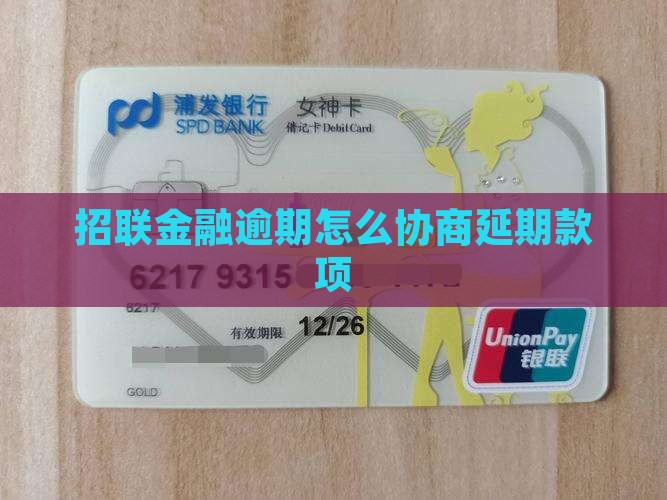 浦发银行
SPD BANK
女神卡
借记卡 Debit Card
招联金融逾期怎么协商延期款
项
6217 9315
6217
有效期限 12/26
GOLD
UnionPay
银联